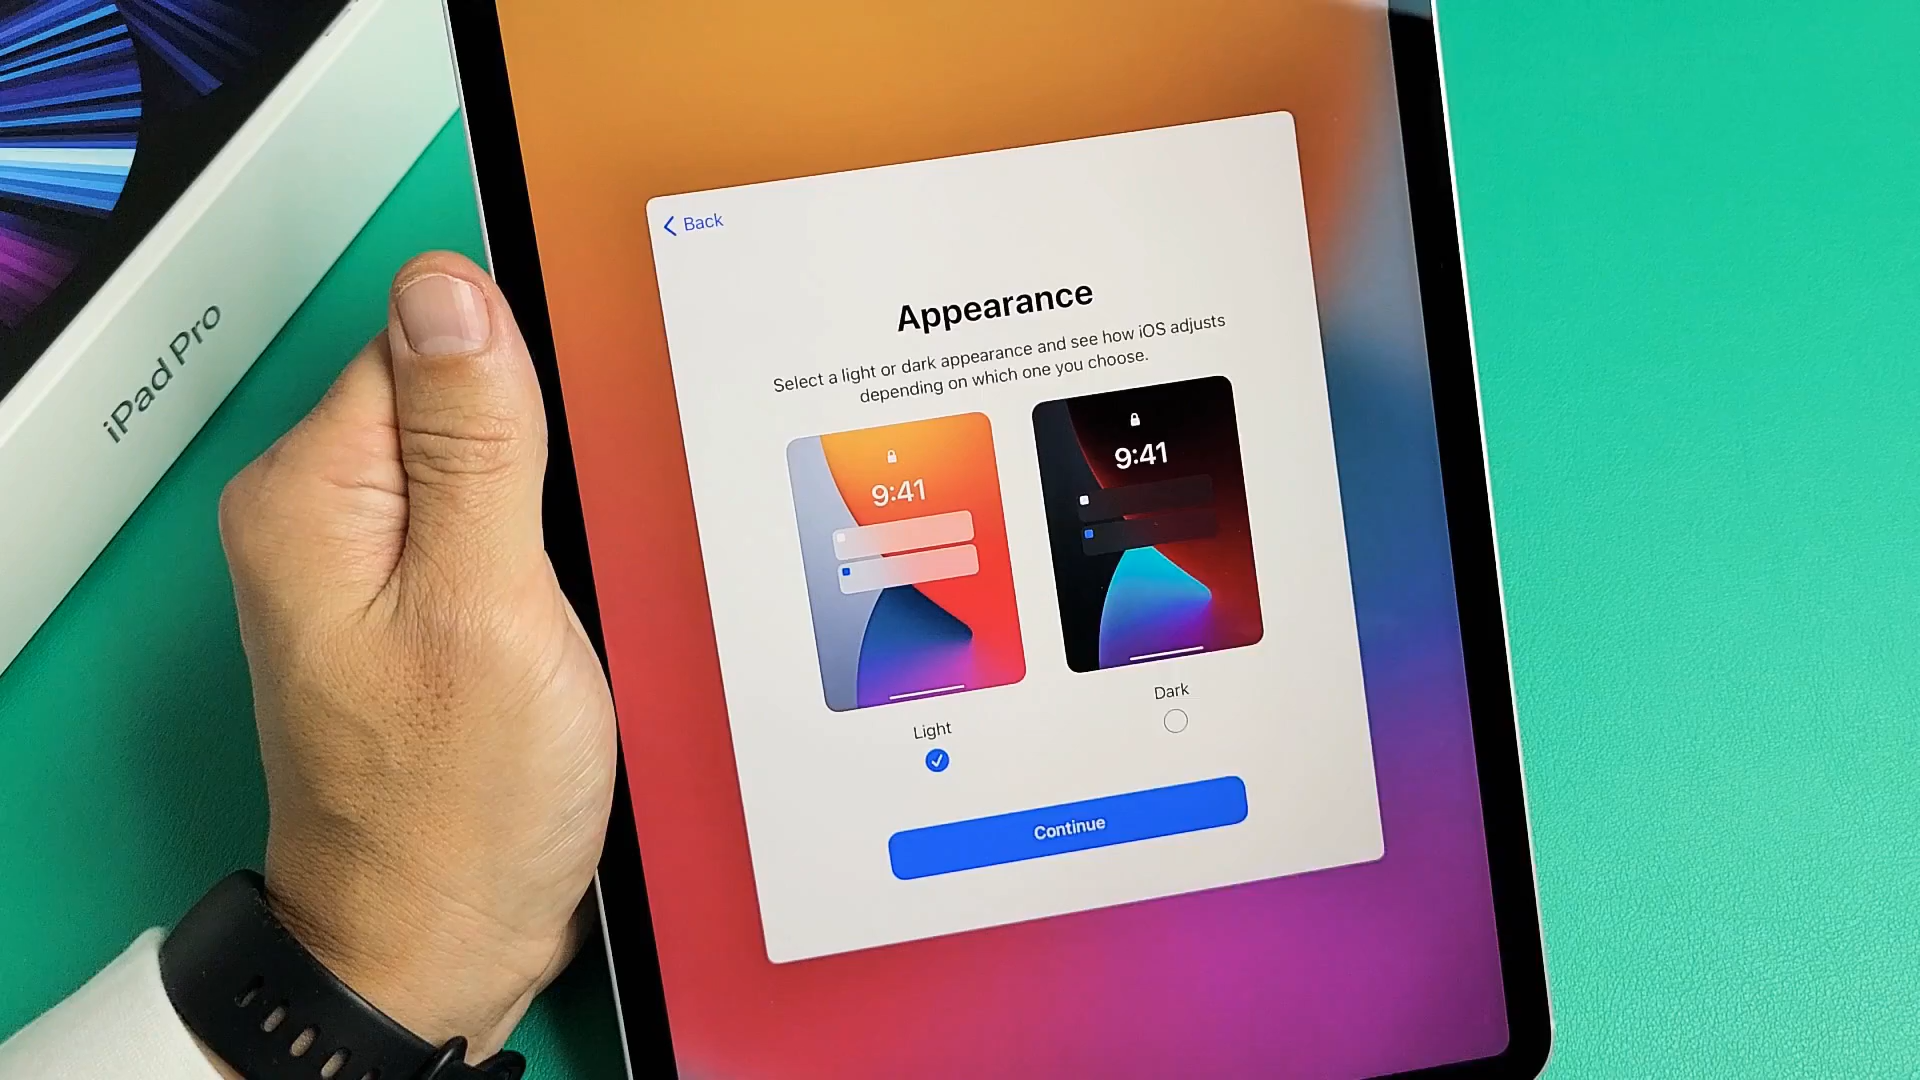 iPad Pro
Back
Appearance
Select a light or dark appearance and see how iOS adjusts
depending on which one you choose.
9:41
9:41
Light
Dark
Continue